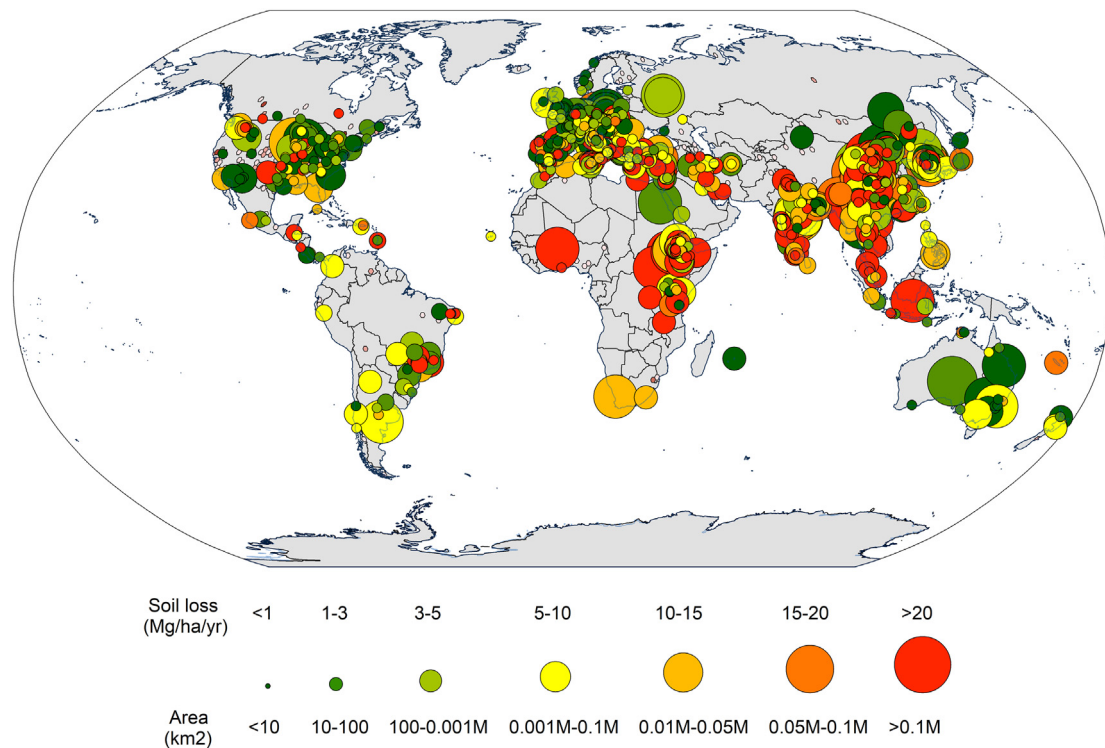 Soil loss
(Mg/ha/yr)
<1 1-3 3-5 5-10 10-15 15-20 >20
Area
(km2)
<10 10-100 100-0.001M 0.001M-0.1M 0.01M-0.05M 0.05M-0.1M >0.1M